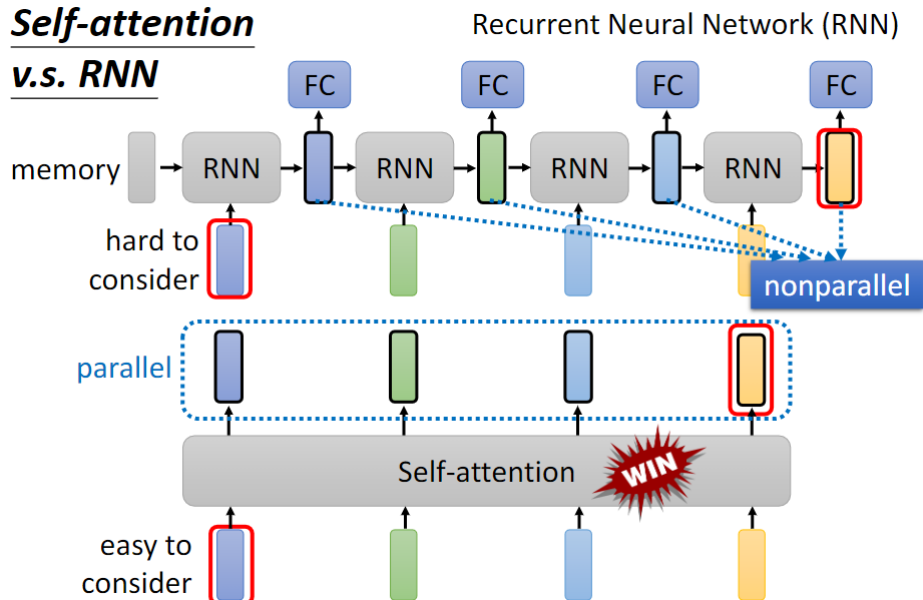 Self-attention
v.s. RNN
Recurrent Neural Network (RNN)
FC
FC
FC
FC
memory
RNN
RNN
RNN
RNN
hard to
consider
nonparallel
parallel
Self-attention
WIN
easy to
consider